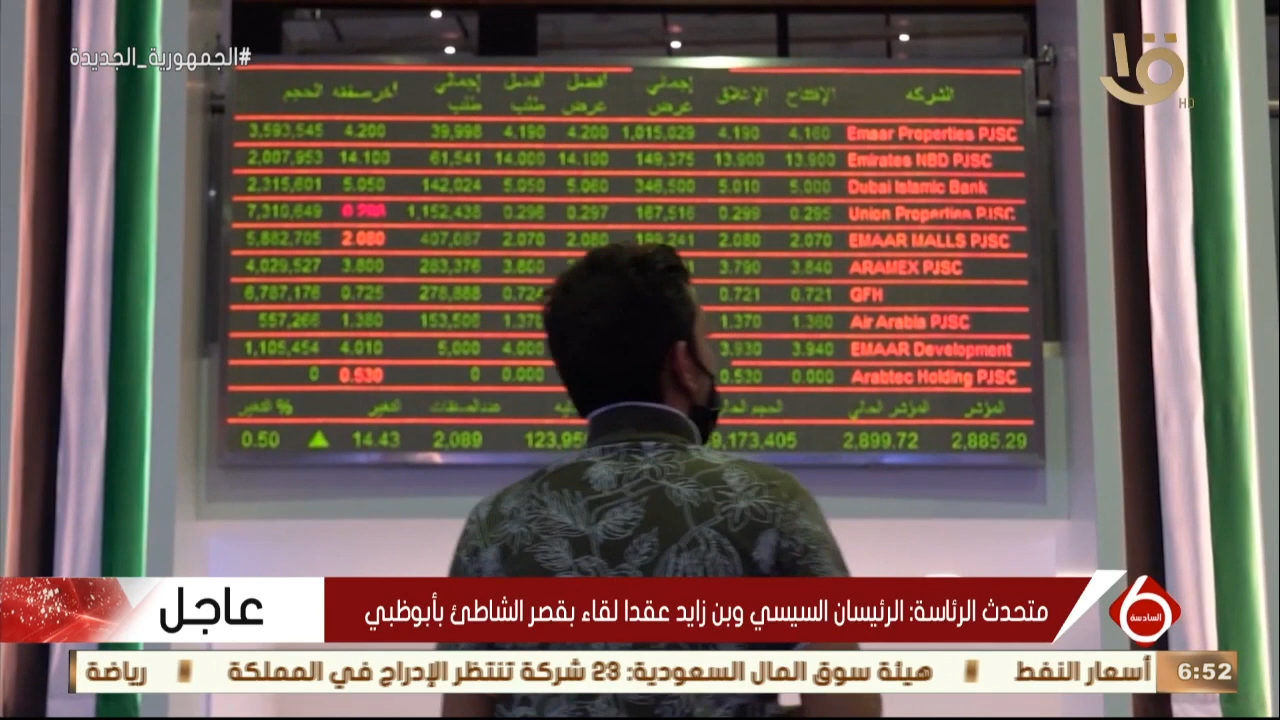 #الجمهورية_الجديدة
HD
الشركه الإفتتاح الإغلاق إجمالي عرض أفضل عرض أفضل طلب إجمالي طلب أخر صفقه الحجم
Emaar Properties PJSC 4.160 4.190 1,015,029 4.200 4.190 39,998 4.200 3,593,545
Emirates NBD PJSC 13.900 13.900 149,375 14.100 14.000 61,541 14.100 2,007,953
Dubai Islamic Bank 5.000 5.010 346,500 5.060 5.050 142,024 5.050 2,315,601
Union Properties PJSC 0.295 0.299 167,516 0.297 0.296 1,152,438 7,310,649
EMAAR MALLS PJSC 2.070 2.080 2.080 2.070 407,087 2.080 5,882,705
ARAMEX PJSC 3.840 3.790 3.800 283,376 3.800 4,029,527
GFH 0.721 0.721 276,888 0.725 6,787,176
Air Arabia PJSC 1.360 1.370 1.370 153,506 1.380 557,266
EMAAR Development 3.940 3.930 4.000 5,000 4.010 1,105,454
Arabtec Holding PJSC 0.000 0.530 0.000 0 0.530 0
المؤشر المؤشر الحالي الحجم التغير التغير %
2,885.29 2,899.72 9,173,405 2,089 14.43 0.50
السادسة
متحدث الرئاسة: الرئيسان السيسي وبن زايد عقدا لقاء بقصر الشاطئ بأبوظبي
عاجل
6:52 أسعار النفط هيئة سوق المال السعودية: 23 شركة تنتظر الإدراج في المملكة رياضة